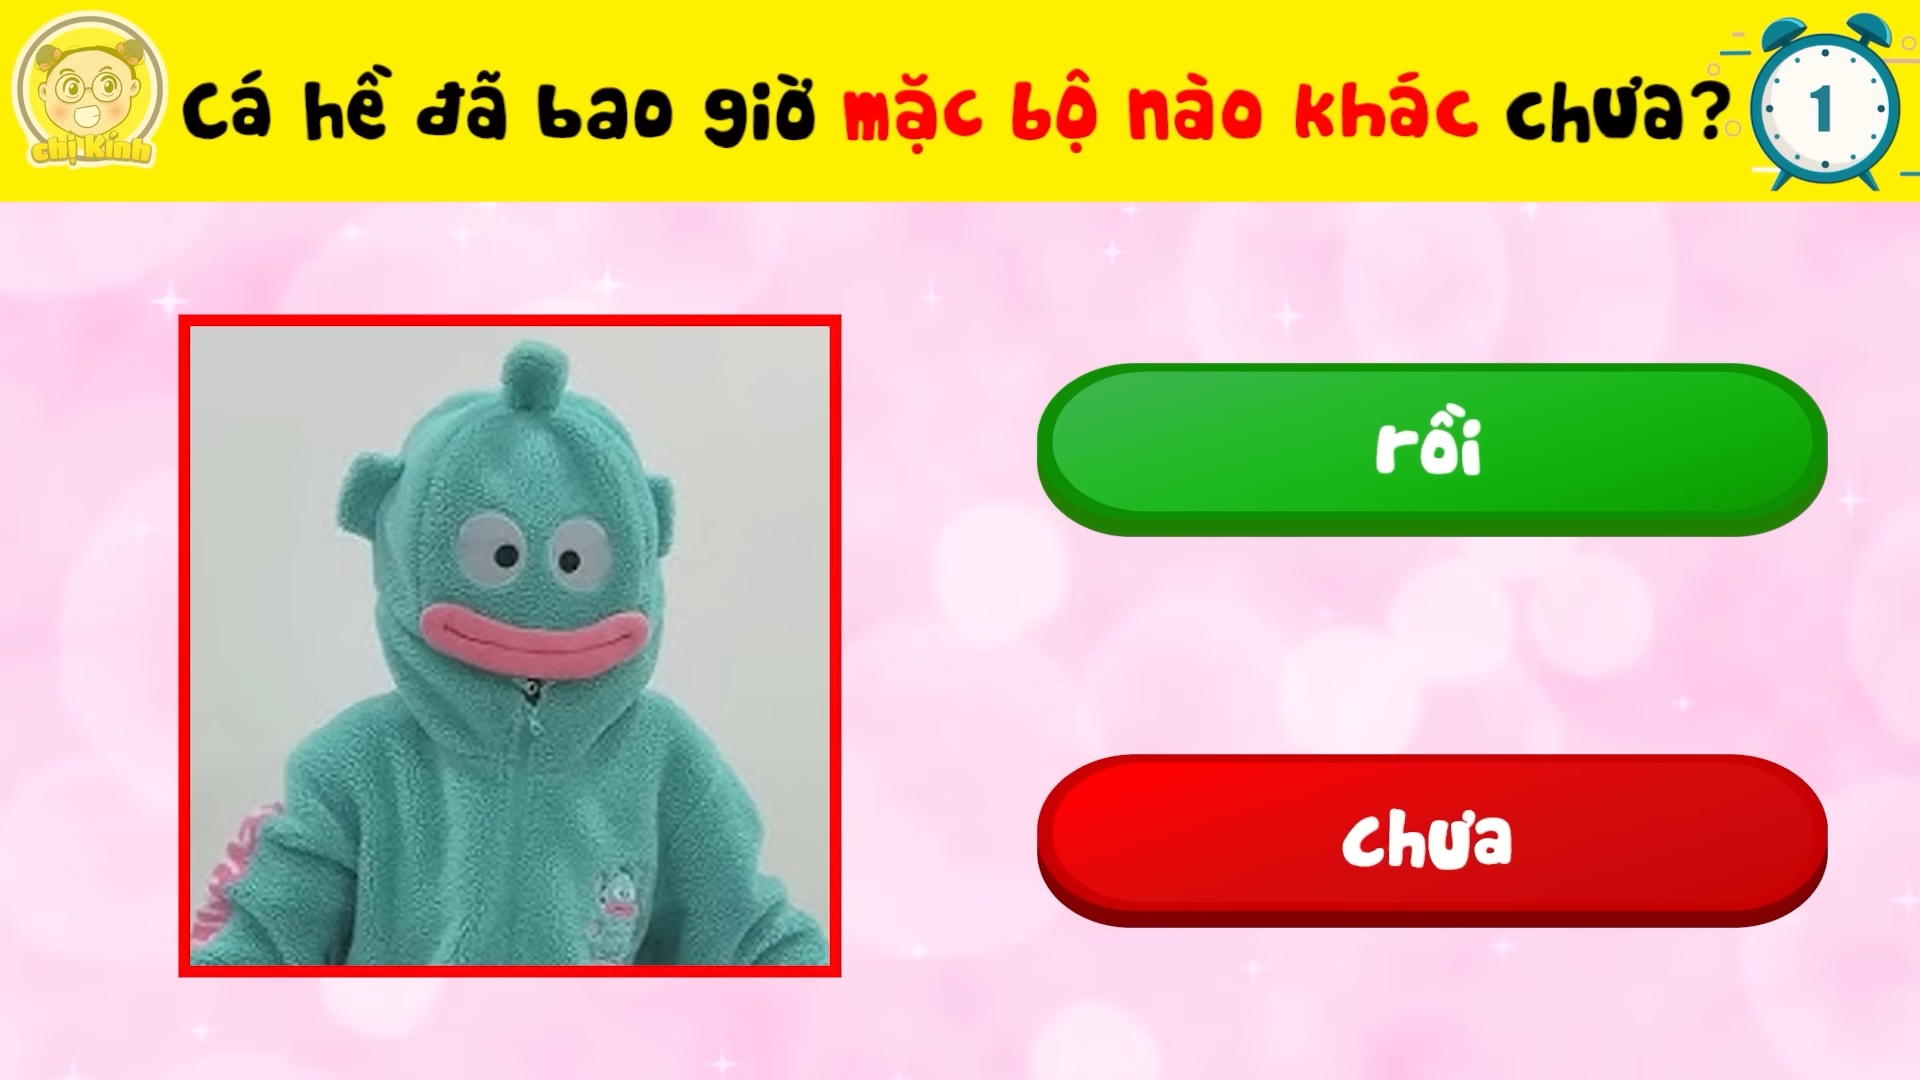 chị Kính
Cá hề đã bao giờ mặc bộ nào khác chưa?
1
rồi
chưa